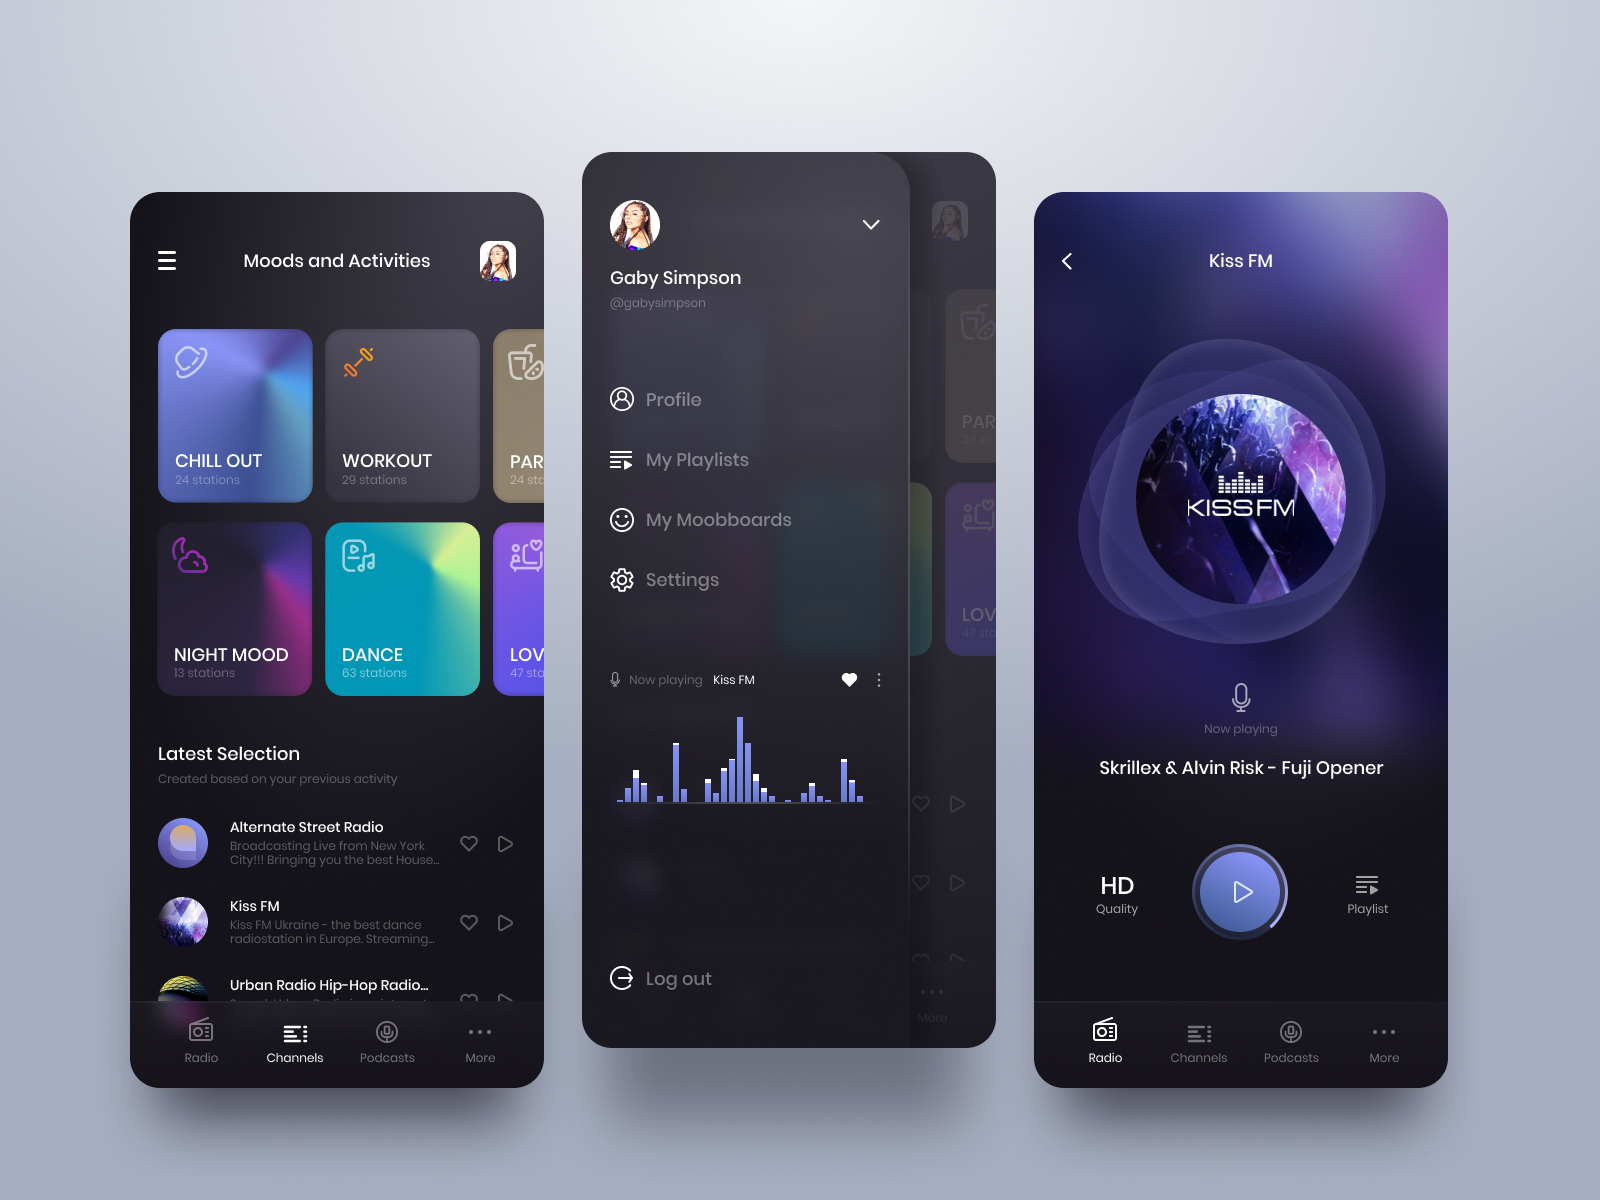 Moods and Activities
CHILL OUT
24 stations
WORKOUT
29 stations
PAR
24 sta
NIGHT MOOD
13 stations
DANCE
63 stations
LOV
47 sta
Latest Selection
Created based on your previous activity
Alternate Street Radio
Broadcasting Live from New York
City!!! Bringing you the best House...
Kiss FM
Kiss FM Ukraine - the best dance
radiostation in Europe. Streaming...
Urban Radio Hip-Hop Radio...
Radio
Channels
Podcasts
More
Gaby Simpson
@gabysimpson
Profile
My Playlists
My Moobboards
Settings
Now playing Kiss FM
Log out
PAR
24 sta
LOV
47 sta
More
Kiss FM
KISS FM
Now playing
Skrillex & Alvin Risk - Fuji Opener
HD
Quality
Playlist
Radio
Channels
Podcasts
More